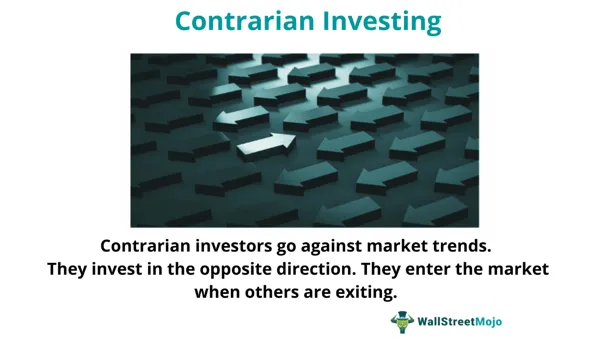 Contrarian Investing
Contrarian investors go against market trends.
They invest in the opposite direction. They enter the market
when others are exiting.
WallStreetMojo